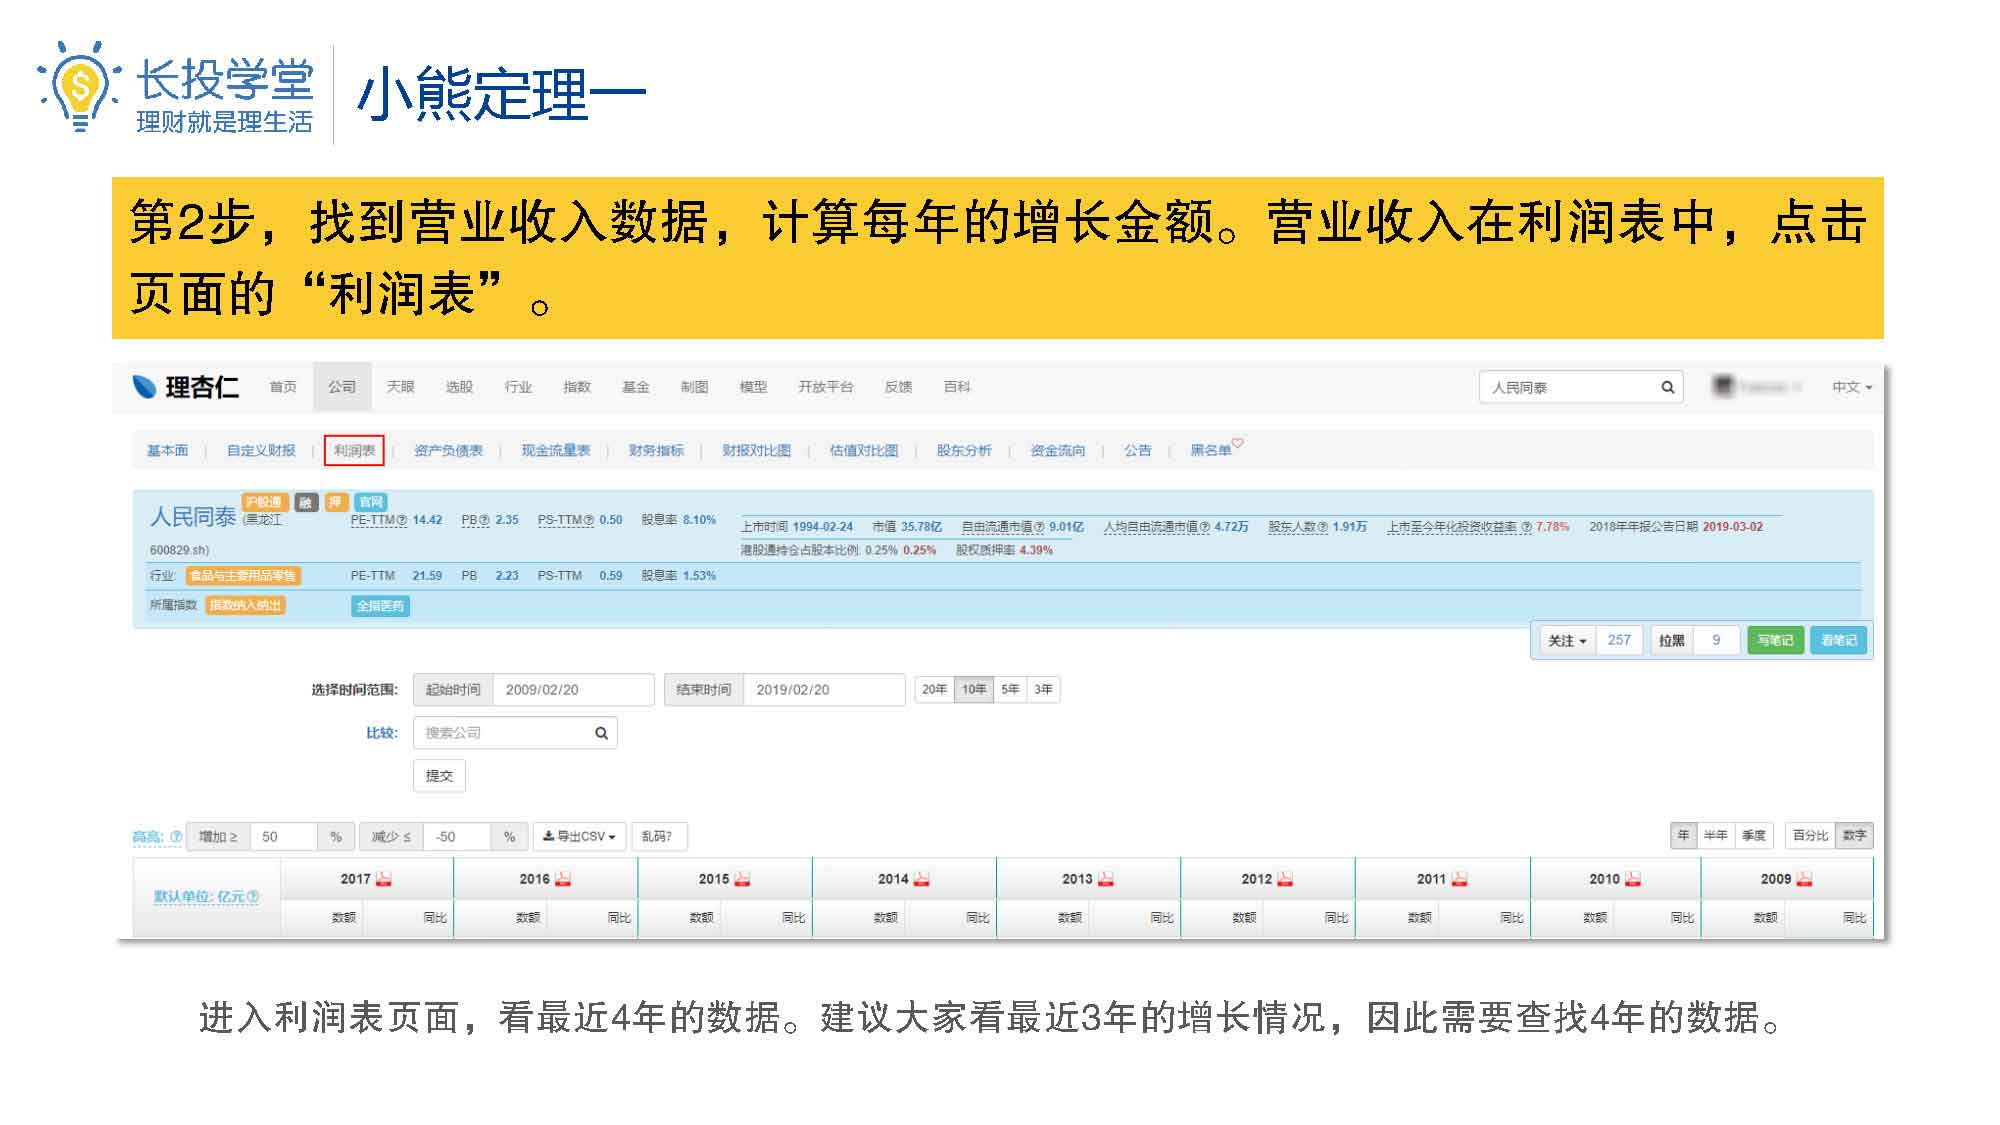 长投学堂
理财就是理生活
小熊定理一
第2步，找到营业收入数据，计算每年的增长金额。营业收入在利润表中，点击
页面的“利润表”。
理杏仁 首页 公司 天眼 选股 行业 指数 基金 制图 模型 开放平台 反馈 百科 人民同泰 中文
基本面 | 自定义财报 | 利润表 | 资产负债表 | 现金流量表 | 财务指标 | 财报对比图 | 估值对比图 | 股东分析 | 资金流向 | 公告 | 黑名单
沪股通 融 押 官网
人民同泰 (黑龙江 PE-TTM 14.42 PB 2.35 PS-TTM 0.50 股息率 8.10%
600829.sh)
上市时间 1994-02-24 市值 35.78亿 自由流通市值 9.01亿 人均自由流通市值 4.72万 股东人数 1.91万 上市至今年化投资收益率 7.78% 2018年年报公告日期 2019-03-02
港股通持仓占股本比例: 0.25% 0.25% 股权质押率 4.39%
行业: 食品与主要用品零售 PE-TTM 21.59 PB 2.23 PS-TTM 0.59 股息率 1.53%
所属指数 指数纳入纳出 全指医药
关注 257 拉黑 9 写笔记 看笔记
选择时间范围: 起始时间 2009/02/20 结束时间 2019/02/20 20年 10年 5年 3年
比较: 搜索公司
提交
高亮: 增加 ≥ 50 % 减少 ≤ -50 % 导出CSV 乱码? 年 半年 季度 百分比 数字
默认单位: 亿元 2017 2016 2015 2014 2013 2012 2011 2010 2009
数额 同比 数额 同比 数额 同比 数额 同比 数额 同比 数额 同比 数额 同比 数额 同比 数额 同比
进入利润表页面，看最近4年的数据。建议大家看最近3年的增长情况，因此需要查找4年的数据。